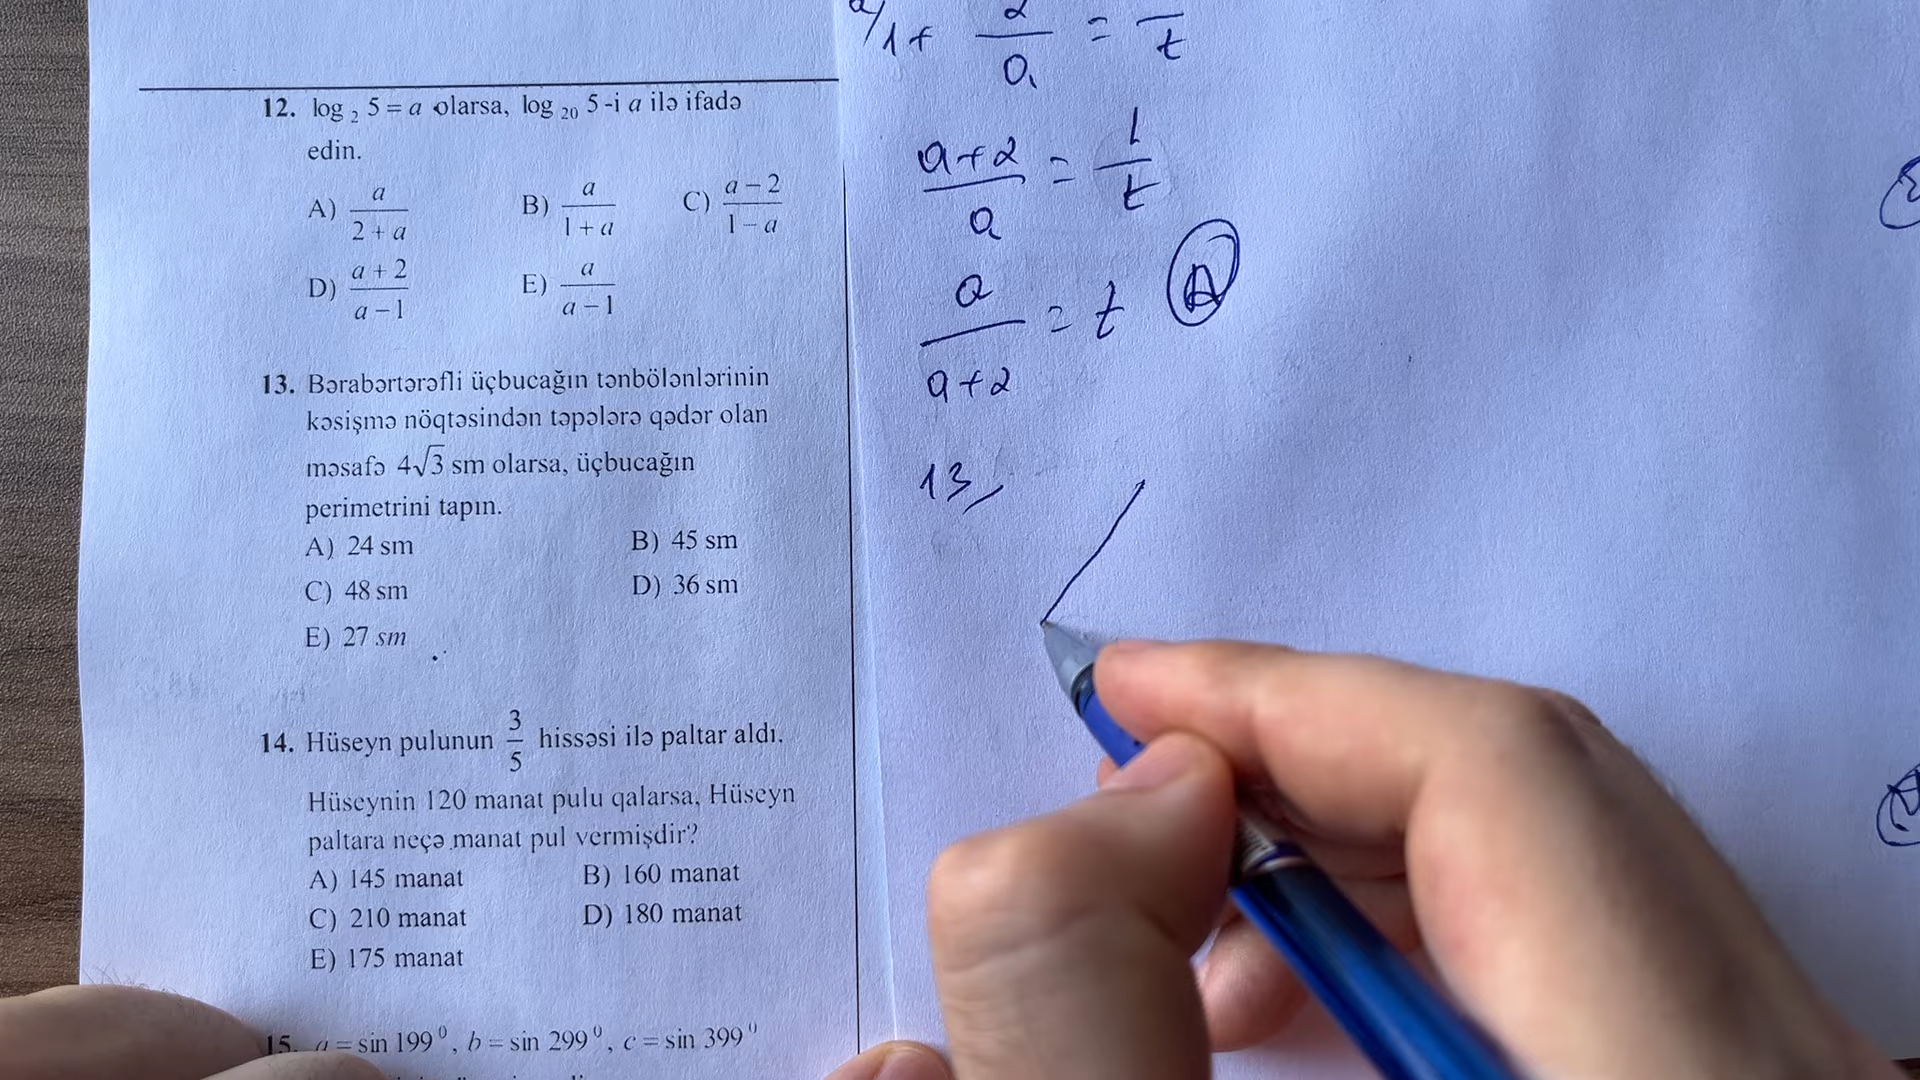 12. log ₂ 5 = a olarsa, log ₂₀ 5 -i a ilə ifadə
edin.
A) a/(2 + a) B) a/(1 + a) C) (a − 2)/(1 − a)
D) (a + 2)/(a − 1) E) a/(a − 1)
13. Bərabərtərəfli üçbucağın tənbölənlərinin
kəsişmə nöqtəsindən təpələrə qədər olan
məsafə 4√3 sm olarsa, üçbucağın
perimetrini tapın.
A) 24 sm B) 45 sm
C) 48 sm D) 36 sm
E) 27 sm
14. Hüseyn pulunun 3/5 hissəsi ilə paltar aldı.
Hüseynin 120 manat pulu qalarsa, Hüseyn
paltara neçə manat pul vermişdir?
A) 145 manat B) 160 manat
C) 210 manat D) 180 manat
E) 175 manat
15. a = sin 199⁰, b = sin 299⁰, c = sin 399⁰
1 + 2/a = /t
(a+2)/a = 1/t
a/(a+2) = t A
13,